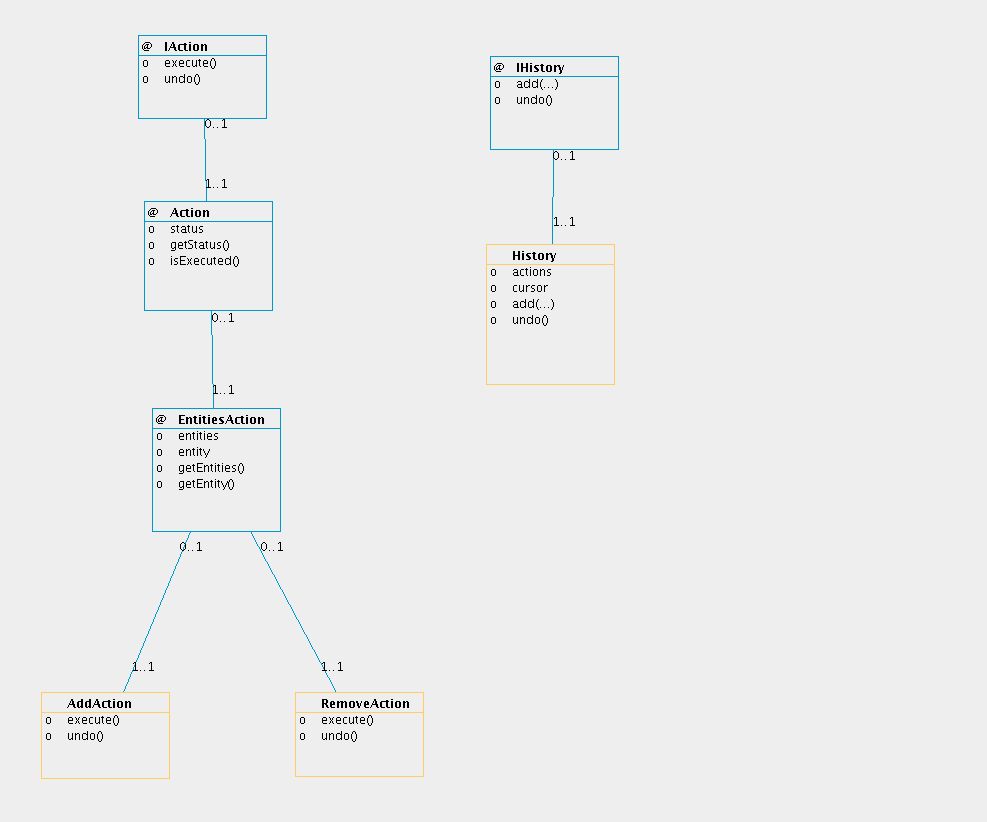 @ IAction
o execute()
o undo()
0..1
1..1
@ Action
o status
o getStatus()
o isExecuted()
0..1
1..1
@ EntitiesAction
o entities
o entity
o getEntities()
o getEntity()
0..1 0..1
1..1 1..1
AddAction
o execute()
o undo()
RemoveAction
o execute()
o undo()
@ IHistory
o add(...)
o undo()
0..1
1..1
History
o actions
o cursor
o add(...)
o undo()